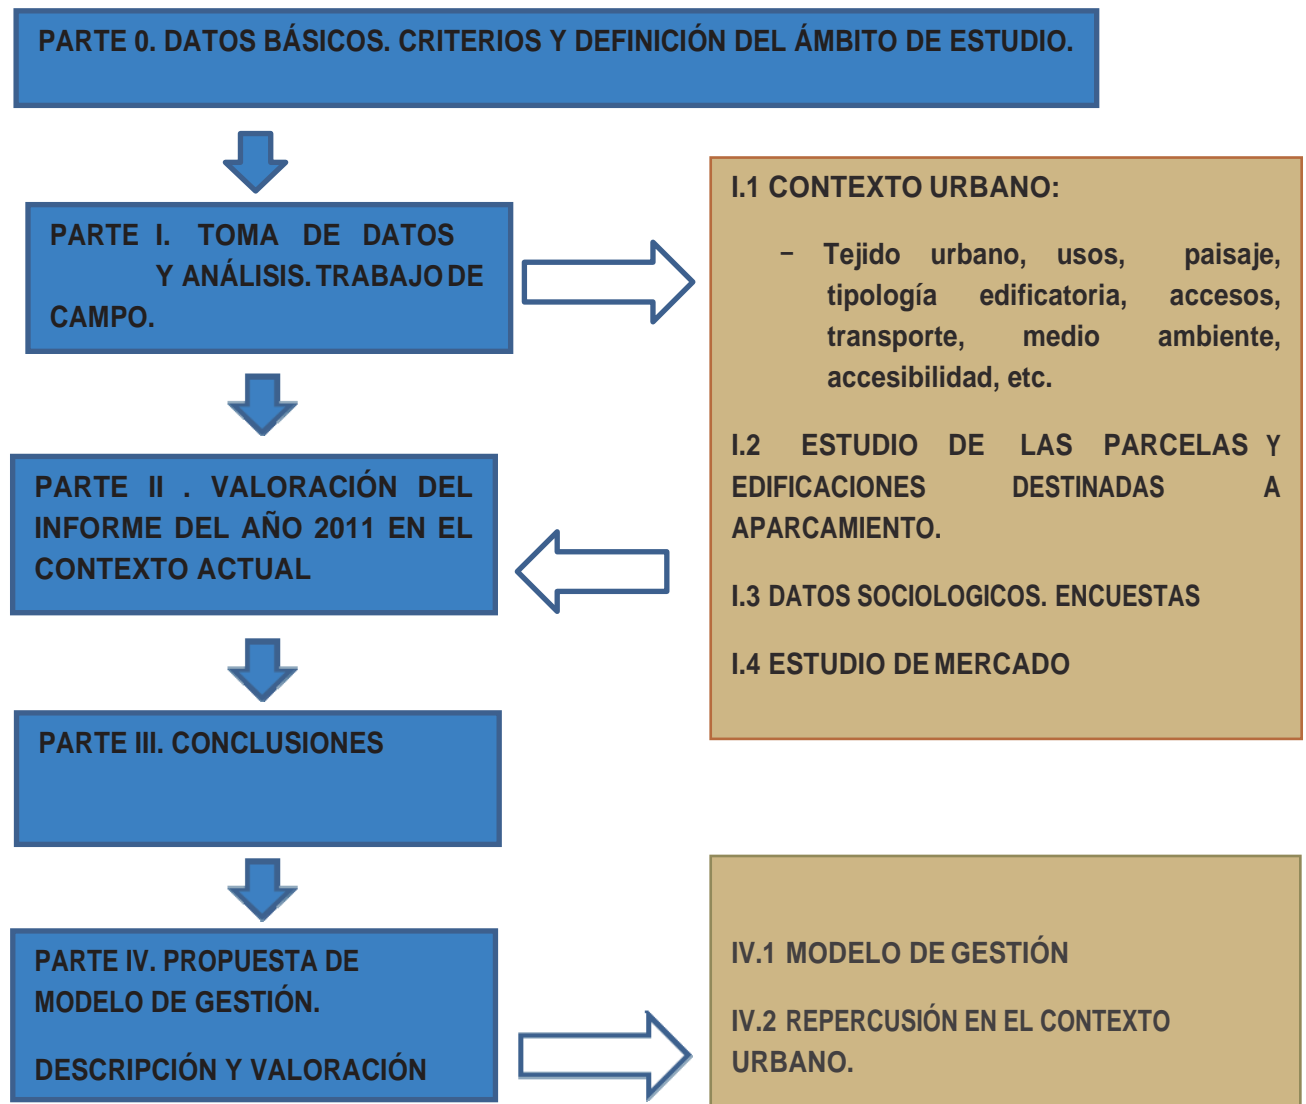 PARTE 0. DATOS BÁSICOS. CRITERIOS Y DEFINICIÓN DEL ÁMBITO DE ESTUDIO.
PARTE I. TOMA DE DATOS
Y ANÁLISIS. TRABAJO DE
CAMPO.
I.1 CONTEXTO URBANO:
− Tejido urbano, usos, paisaje,
tipología edificatoria, accesos,
transporte, medio ambiente,
accesibilidad, etc.
I.2 ESTUDIO DE LAS PARCELAS Y
EDIFICACIONES DESTINADAS A
APARCAMIENTO.
I.3 DATOS SOCIOLOGICOS. ENCUESTAS
I.4 ESTUDIO DE MERCADO
PARTE II . VALORACIÓN DEL
INFORME DEL AÑO 2011 EN EL
CONTEXTO ACTUAL
PARTE III. CONCLUSIONES
PARTE IV. PROPUESTA DE
MODELO DE GESTIÓN.
DESCRIPCIÓN Y VALORACIÓN
IV.1 MODELO DE GESTIÓN
IV.2 REPERCUSIÓN EN EL CONTEXTO
URBANO.